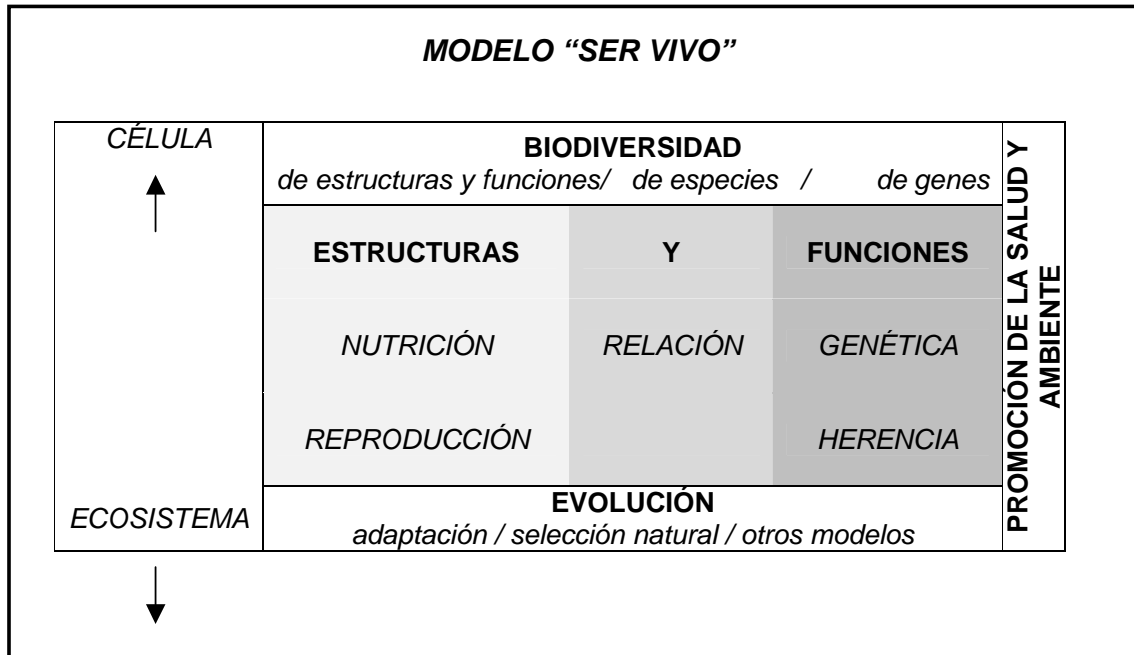 MODELO “SER VIVO”
CÉLULA
BIODIVERSIDAD
de estructuras y funciones/ de especies / de genes
ESTRUCTURAS Y FUNCIONES
NUTRICIÓN RELACIÓN GENÉTICA
REPRODUCCIÓN HERENCIA
ECOSISTEMA
EVOLUCIÓN
adaptación / selección natural / otros modelos
PROMOCIÓN DE LA SALUD Y
AMBIENTE